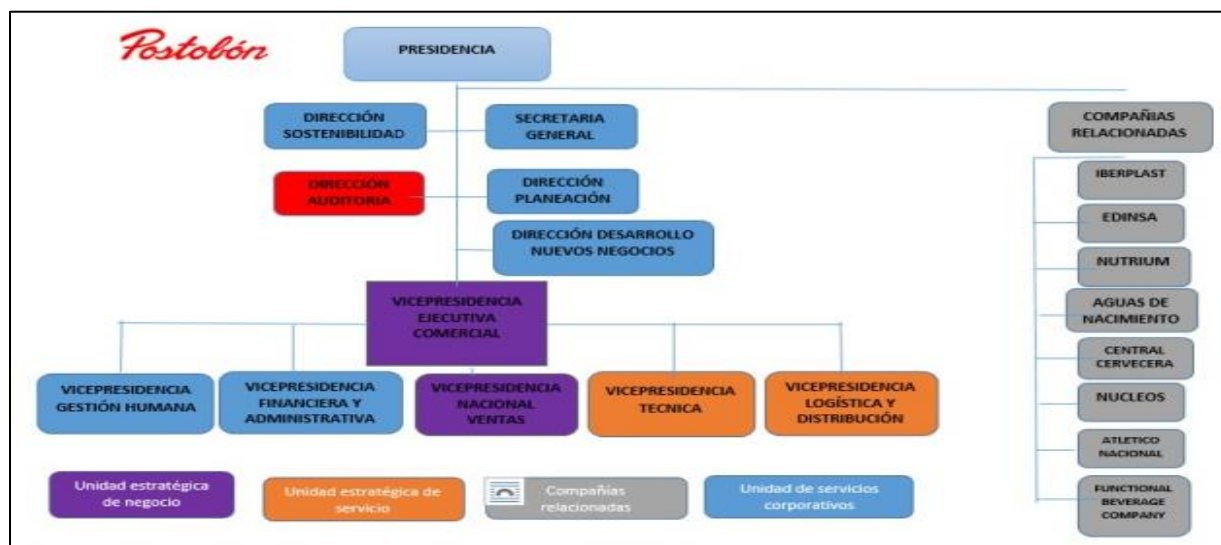 Postobón
PRESIDENCIA
DIRECCIÓN
SOSTENIBILIDAD
SECRETARIA
GENERAL
DIRECCIÓN
AUDITORIA
DIRECCIÓN
PLANEACIÓN
DIRECCIÓN DESARROLLO
NUEVOS NEGOCIOS
VICEPRESIDENCIA
EJECUTIVA
COMERCIAL
VICEPRESIDENCIA
GESTIÓN HUMANA
VICEPRESIDENCIA
FINANCIERA Y
ADMINISTRATIVA
VICEPRESIDENCIA
NACIONAL
VENTAS
VICEPRESIDENCIA
TECNICA
VICEPRESIDENCIA
LOGÍSTICA Y
DISTRIBUCIÓN
COMPAÑIAS
RELACIONADAS
IBERPLAST
EDINSA
NUTRIUM
AGUAS DE
NACIMIENTO
CENTRAL
CERVECERA
NUCLEOS
ATLETICO
NACIONAL
FUNCTIONAL
BEVERAGE
COMPANY
Unidad estratégica
de negocio
Unidad estratégica de
servicio
Compañías
relacionadas
Unidad de servicios
corporativos